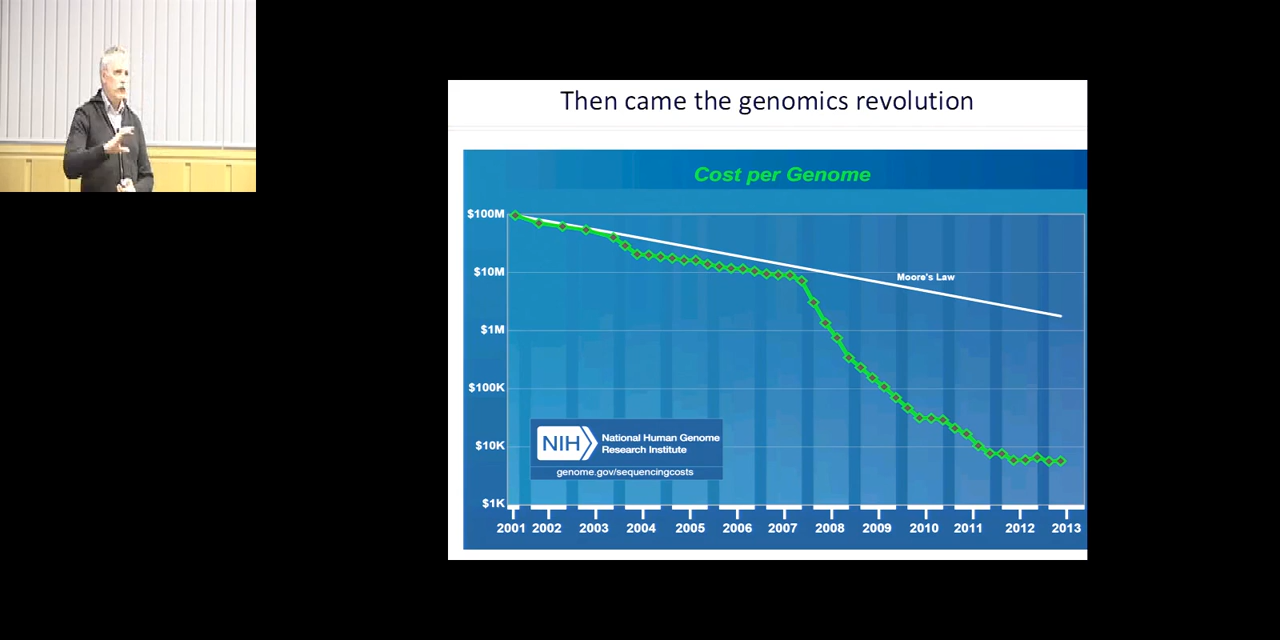 Then came the genomics revolution
Cost per Genome
$100M
$10M
$1M
$100K
$10K
$1K
Moore's Law
NIH
National Human Genome
Research Institute
genome.gov/sequencingcosts
2001 2002 2003 2004 2005 2006 2007 2008 2009 2010 2011 2012 2013